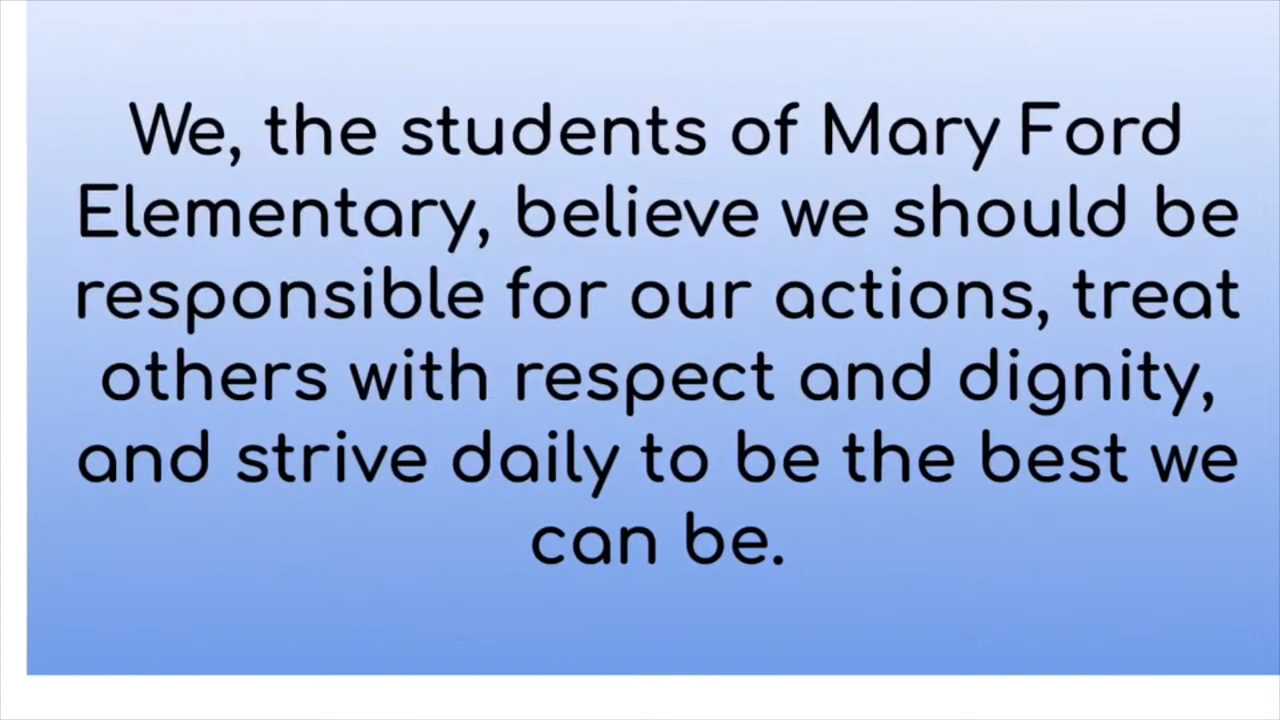 We, the students of Mary Ford
Elementary, believe we should be
responsible for our actions, treat
others with respect and dignity,
and strive daily to be the best we
can be.